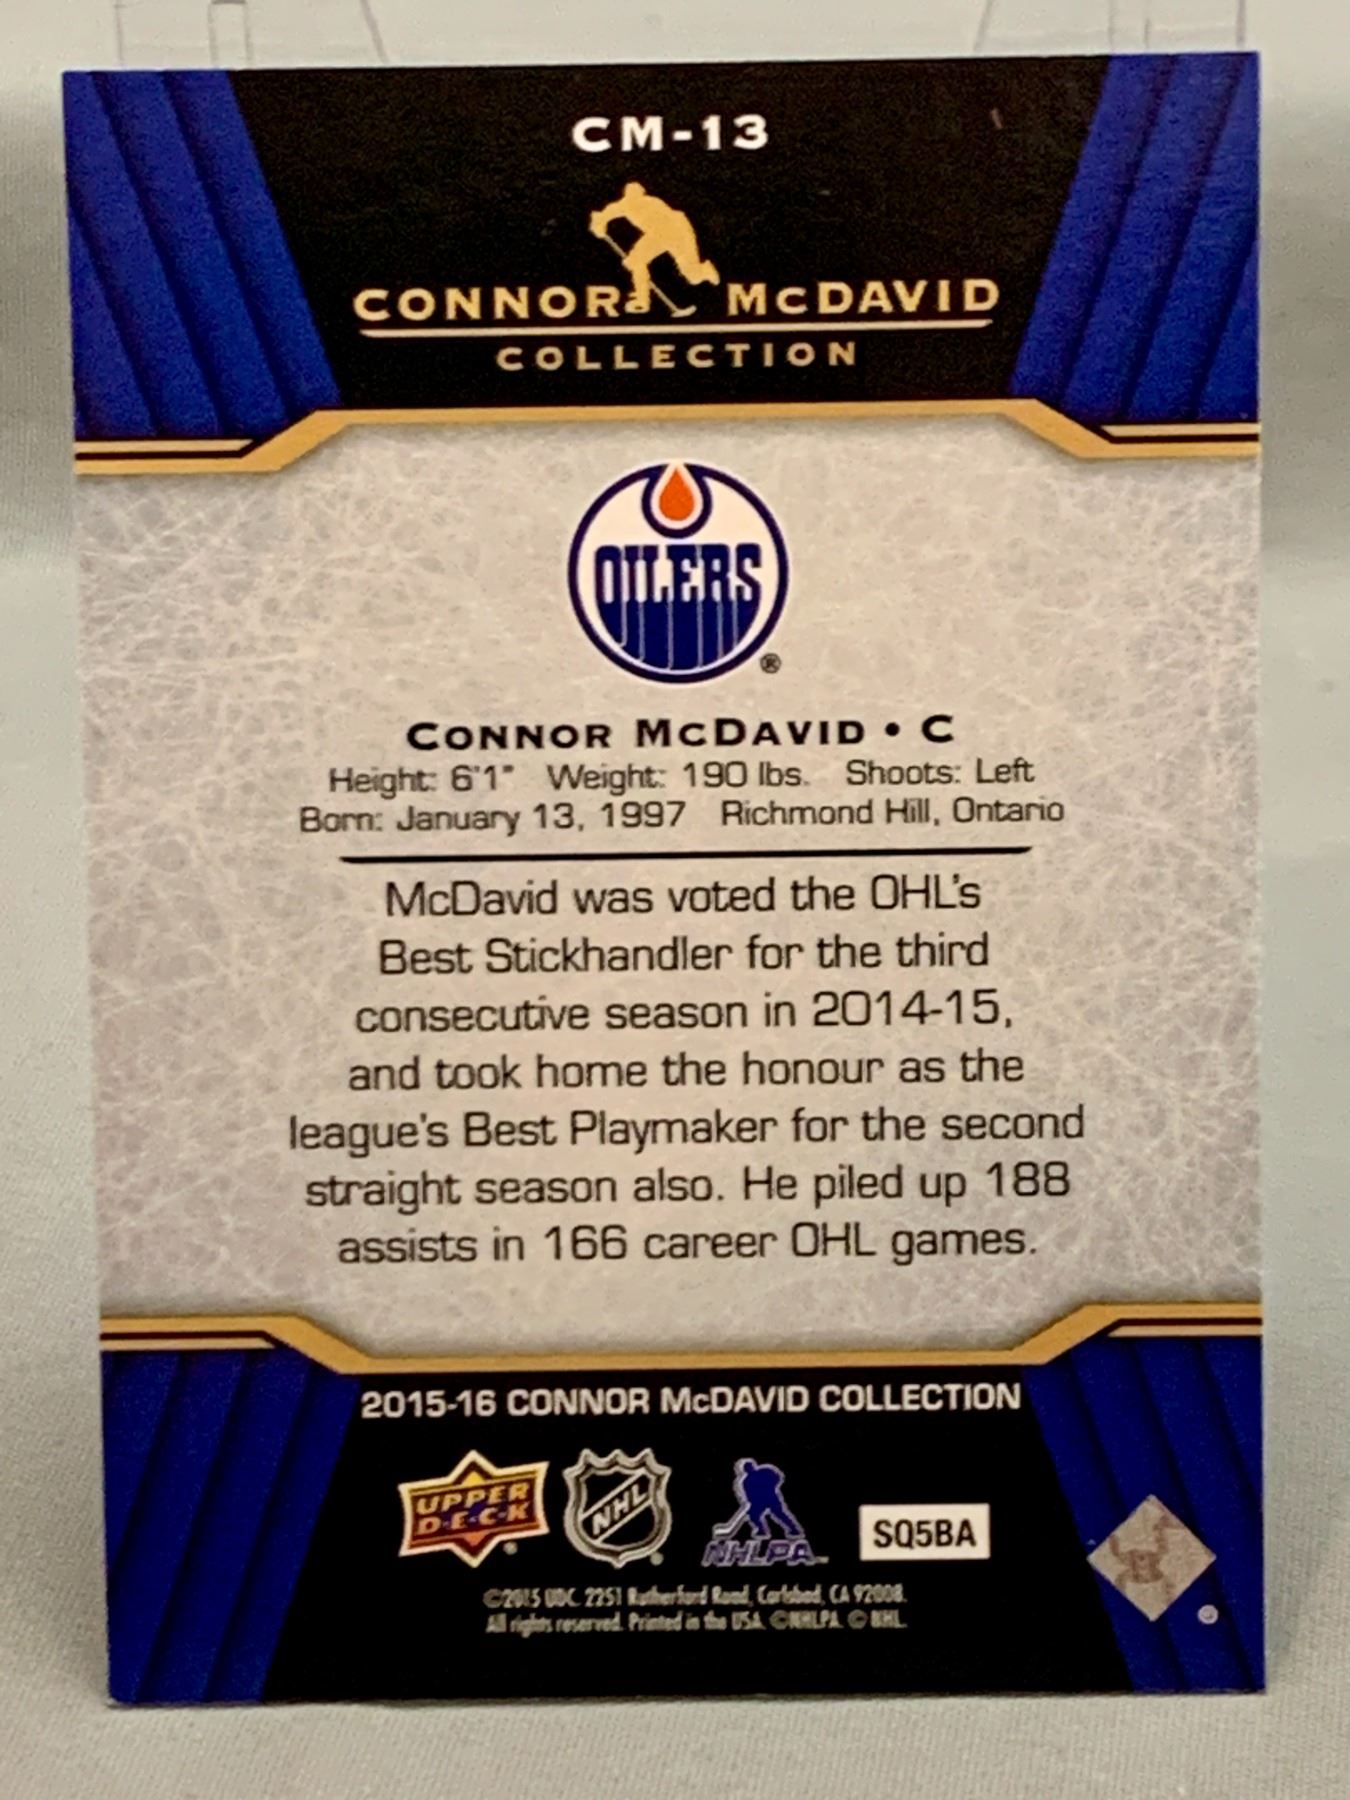 CM-13
CONNOR McDAVID
COLLECTION
OILERS
®
CONNOR McDAVID • C
Height: 6'1" Weight: 190 lbs. Shoots: Left
Born: January 13, 1997 Richmond Hill, Ontario
McDavid was voted the OHL's
Best Stickhandler for the third
consecutive season in 2014-15,
and took home the honour as the
league's Best Playmaker for the second
straight season also. He piled up 188
assists in 166 career OHL games.
2015-16 CONNOR McDAVID COLLECTION
UPPER
D·E·C·K
NHL
NHLPA
SQ5BA
©2015 UDC. 2251 Rutherford Road, Carlsbad, CA 92008.
All rights reserved. Printed in the USA. ©NHLPA. © NHL.